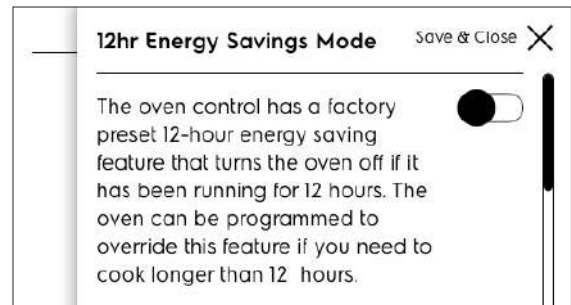 12hr Energy Savings Mode Save & Close
The oven control has a factory
preset 12-hour energy saving
feature that turns the oven off if it
has been running for 12 hours. The
oven can be programmed to
override this feature if you need to
cook longer than 12 hours.